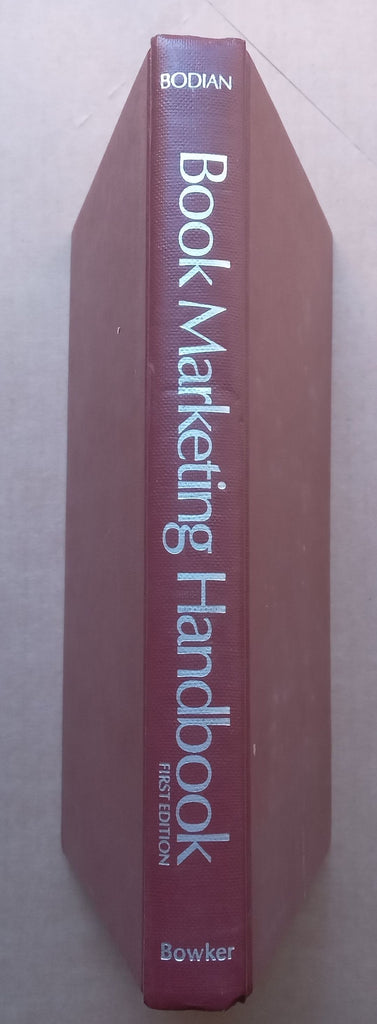 BODIAN
Book Marketing Handbook
FIRST EDITION
Bowker